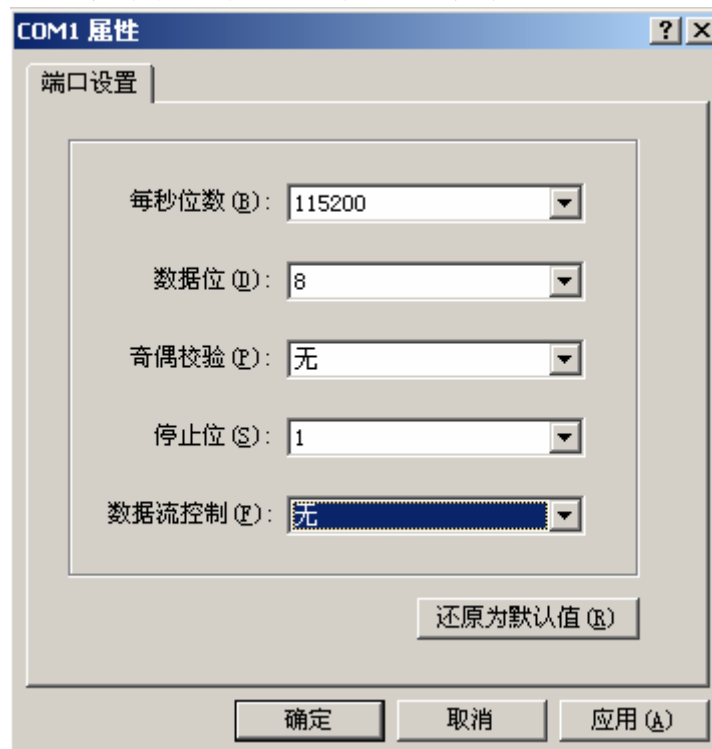 COM1 属性
端口设置
每秒位数(B): 115200
数据位(D): 8
奇偶校验(P): 无
停止位(S): 1
数据流控制(F): 无
还原为默认值(R)
确定 取消 应用(A)